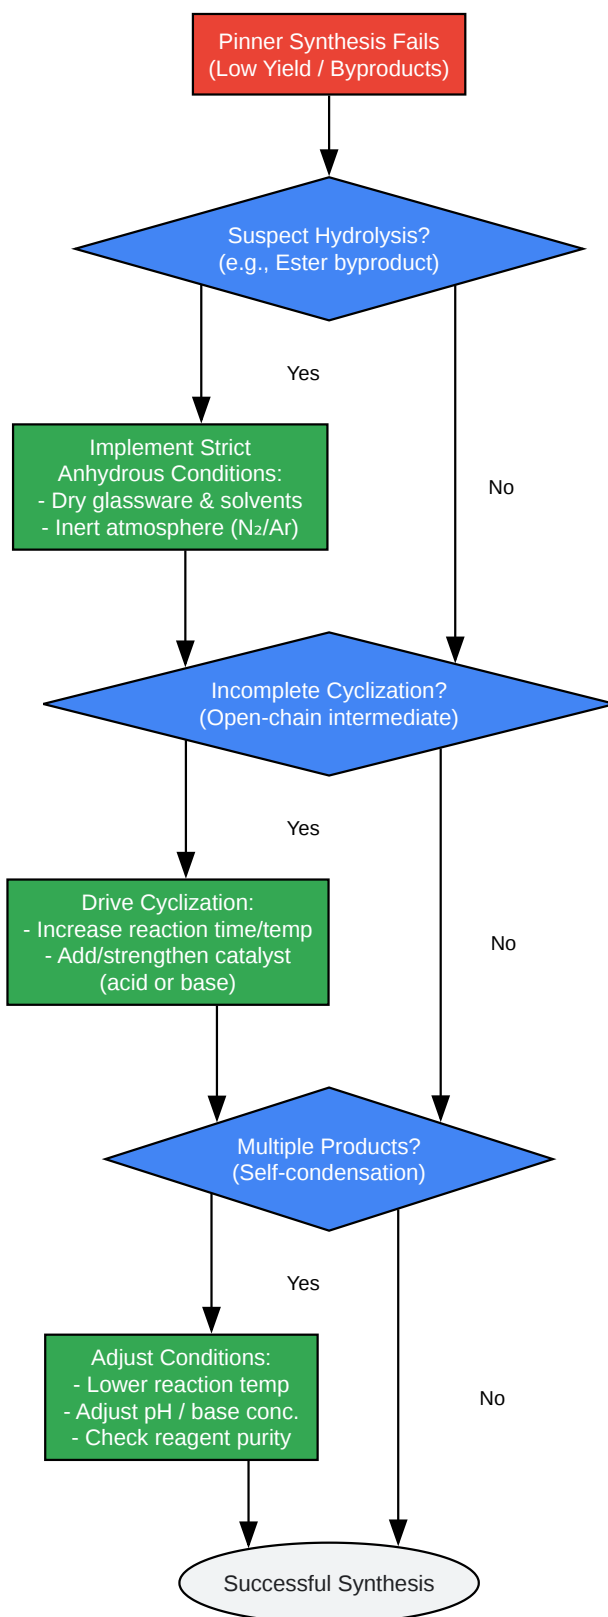 Pinner Synthesis Fails
(Low Yield / Byproducts)
Suspect Hydrolysis?
(e.g., Ester byproduct)
Yes
Implement Strict
Anhydrous Conditions:
- Dry glassware & solvents
- Inert atmosphere (N₂/Ar)
No
Incomplete Cyclization?
(Open-chain intermediate)
Yes
Drive Cyclization:
- Increase reaction time/temp
- Add/strengthen catalyst
(acid or base)
No
Multiple Products?
(Self-condensation)
Yes
Adjust Conditions:
- Lower reaction temp
- Adjust pH / base conc.
- Check reagent purity
No
Successful Synthesis